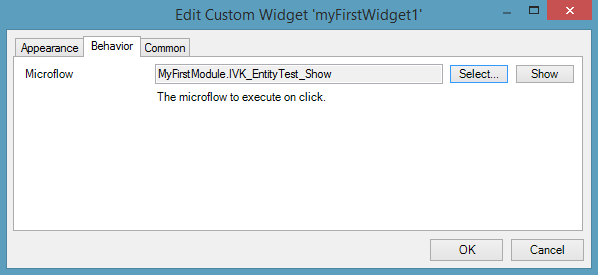 Edit Custom Widget 'myFirstWidget1'
Appearance Behavior Common
Microflow MyFirstModule.IVK_EntityTest_Show Select... Show
The microflow to execute on click.
OK Cancel